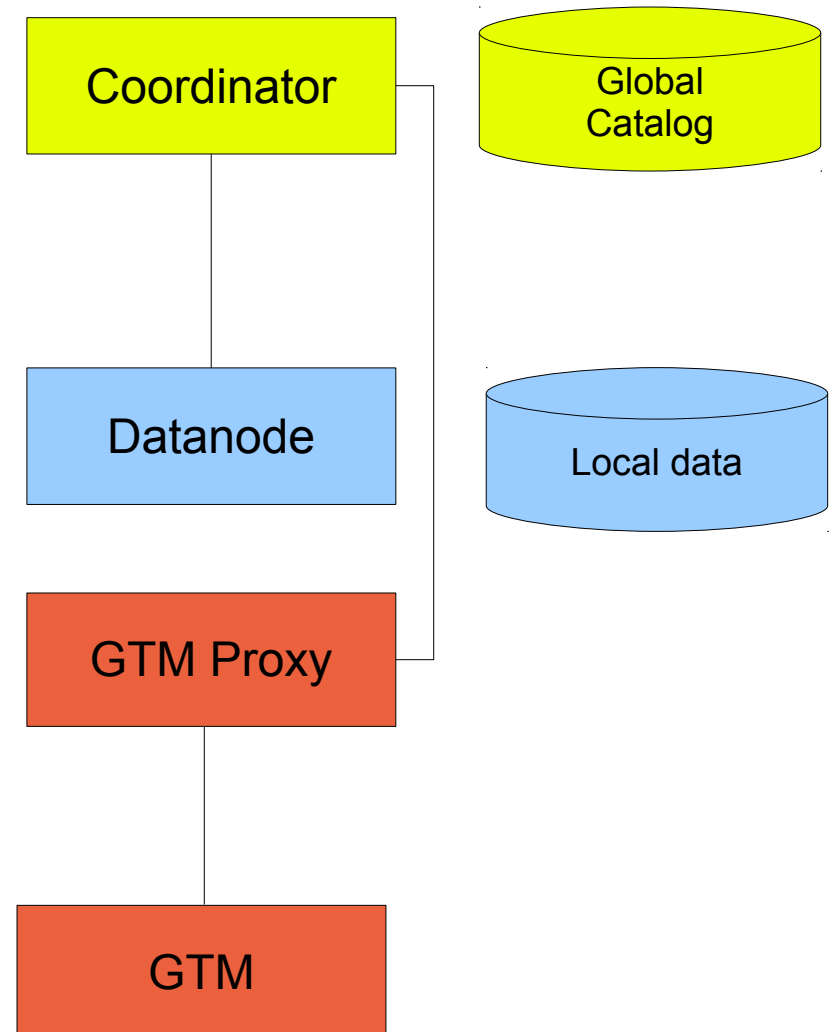 Coordinator
Global
Catalog
Datanode
Local data
GTM Proxy
GTM